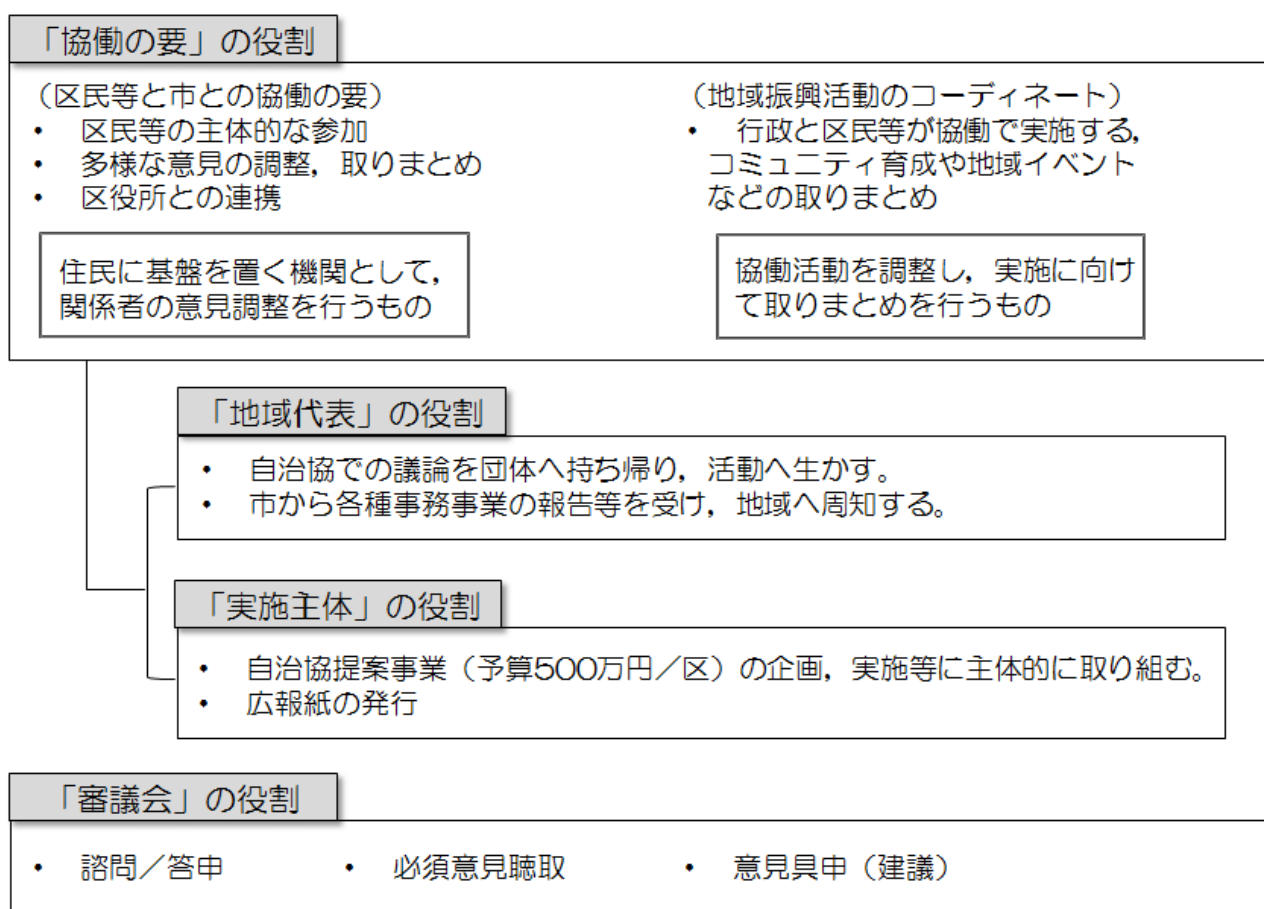 「協働の要」の役割
（区民等と市との協働の要）
• 区民等の主体的な参加
• 多様な意見の調整，取りまとめ
• 区役所との連携
住民に基盤を置く機関として，
関係者の意見調整を行うもの
（地域振興活動のコーディネート）
• 行政と区民等が協働で実施する，
コミュニティ育成や地域イベント
などの取りまとめ
協働活動を調整し，実施に向け
て取りまとめを行うもの
「地域代表」の役割
• 自治協での議論を団体へ持ち帰り，活動へ生かす。
• 市から各種事務事業の報告等を受け，地域へ周知する。
「実施主体」の役割
• 自治協提案事業（予算500万円／区）の企画，実施等に主体的に取り組む。
• 広報紙の発行
「審議会」の役割
• 諮問／答申 • 必須意見聴取 • 意見具申（建議）